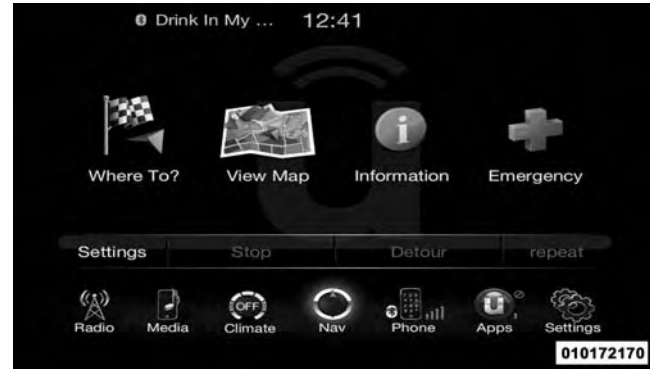 Drink In My ... 12:41
Where To? View Map Information Emergency
Settings Stop Detour repeat
OFF
Radio Media Climate Nav Phone Apps Settings
010172170